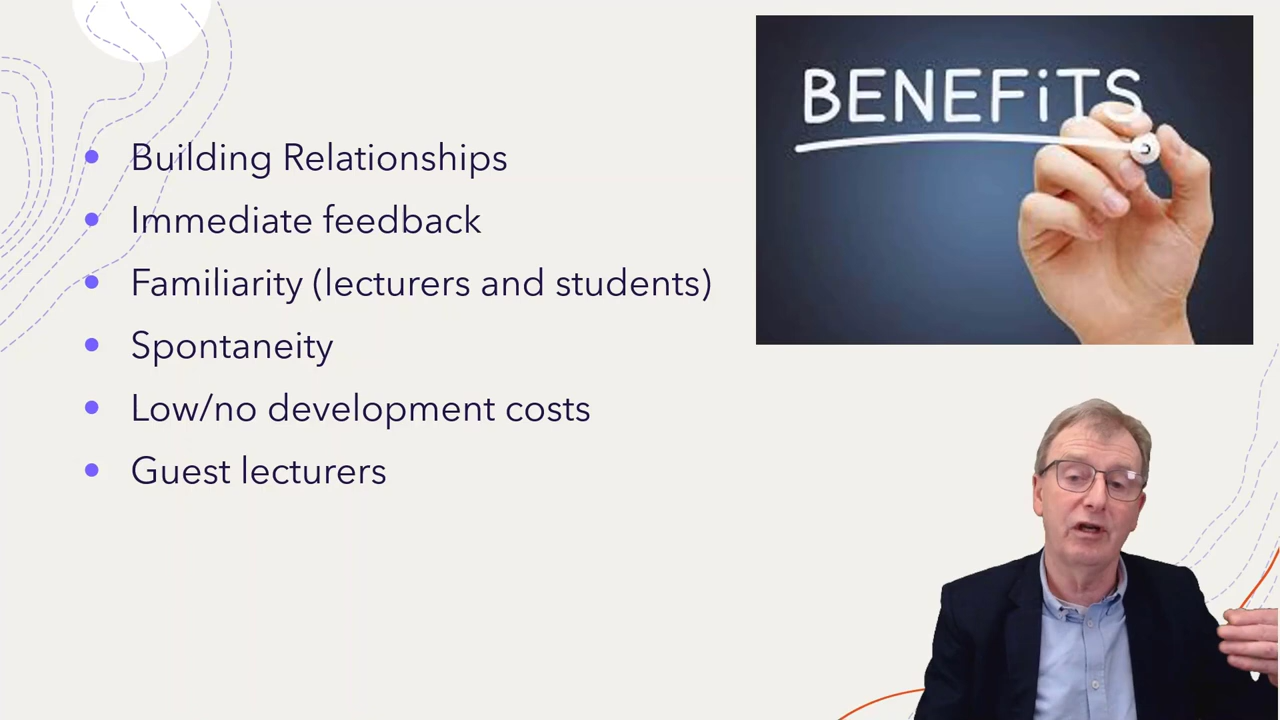 BENEFiTS
Building Relationships
Immediate feedback
Familiarity (lecturers and students)
Spontaneity
Low/no development costs
Guest lecturers